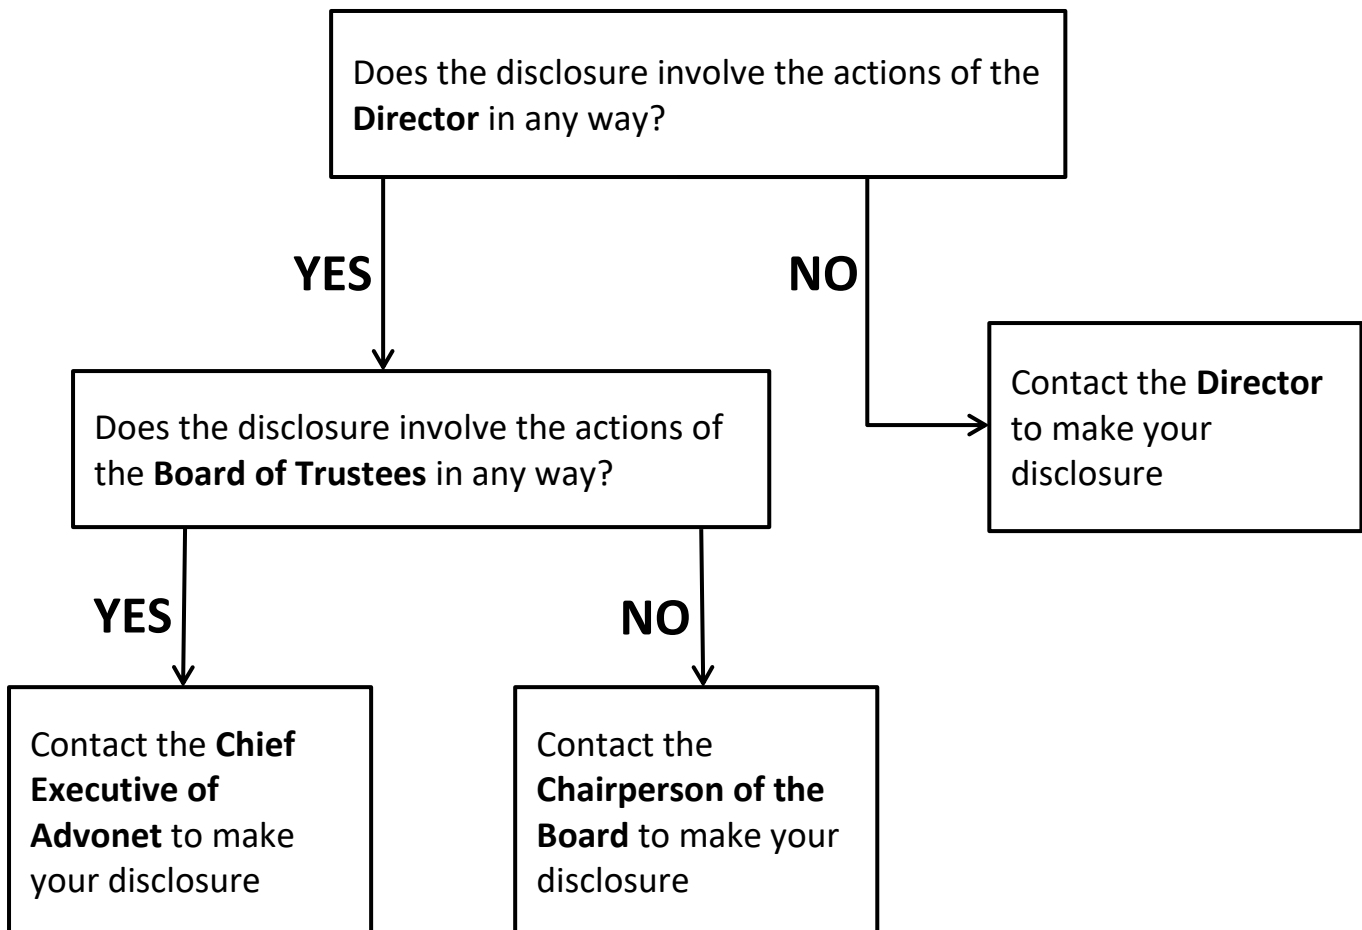 Does the disclosure involve the actions of the
Director in any way?
YES
NO
Contact the Director
to make your
disclosure
Does the disclosure involve the actions of
the Board of Trustees in any way?
YES
NO
Contact the Chief
Executive of
Advonet to make
your disclosure
Contact the
Chairperson of the
Board to make your
disclosure